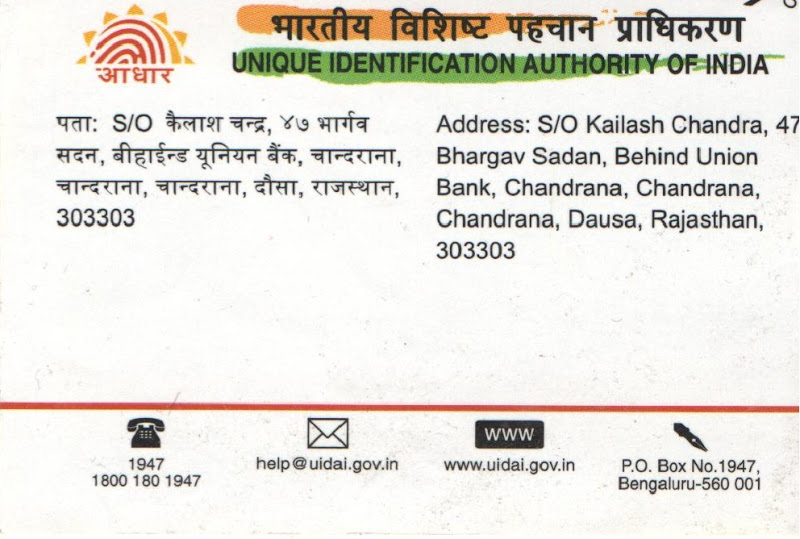 भारतीय विशिष्ट पहचान प्राधिकरण
UNIQUE IDENTIFICATION AUTHORITY OF INDIA
आधार
पता: S/O कैलाश चन्द्र, ४७ भार्गव
सदन, बीहाईन्ड यूनियन बैंक, चान्दराना,
चान्दराना, चान्दराना, दौसा, राजस्थान,
303303
Address: S/O Kailash Chandra, 47
Bhargav Sadan, Behind Union
Bank, Chandrana, Chandrana,
Chandrana, Dausa, Rajasthan,
303303
1947
1800 180 1947
help@uidai.gov.in
www
www.uidai.gov.in
P.O. Box No.1947,
Bengaluru-560 001